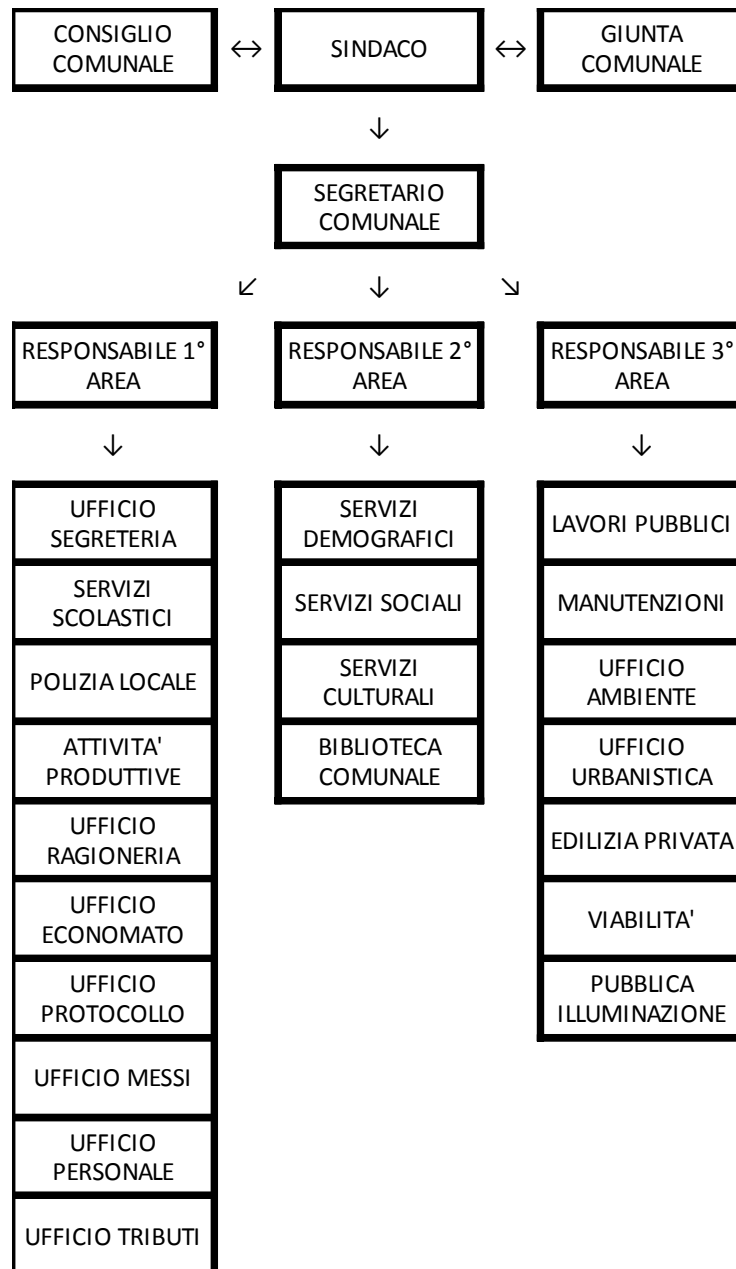 CONSIGLIO
COMUNALE
↔
SINDACO
↔
GIUNTA
COMUNALE
↓
SEGRETARIO
COMUNALE
↙
↓
↘
RESPONSABILE 1°
AREA
RESPONSABILE 2°
AREA
RESPONSABILE 3°
AREA
↓
↓
↓
UFFICIO
SEGRETERIA
SERVIZI
SCOLASTICI
POLIZIA LOCALE
ATTIVITA'
PRODUTTIVE
UFFICIO
RAGIONERIA
UFFICIO
ECONOMATO
UFFICIO
PROTOCOLLO
UFFICIO MESSI
UFFICIO
PERSONALE
UFFICIO TRIBUTI
SERVIZI
DEMOGRAFICI
SERVIZI SOCIALI
SERVIZI
CULTURALI
BIBLIOTECA
COMUNALE
LAVORI PUBBLICI
MANUTENZIONI
UFFICIO
AMBIENTE
UFFICIO
URBANISTICA
EDILIZIA PRIVATA
VIABILITA'
PUBBLICA
ILLUMINAZIONE